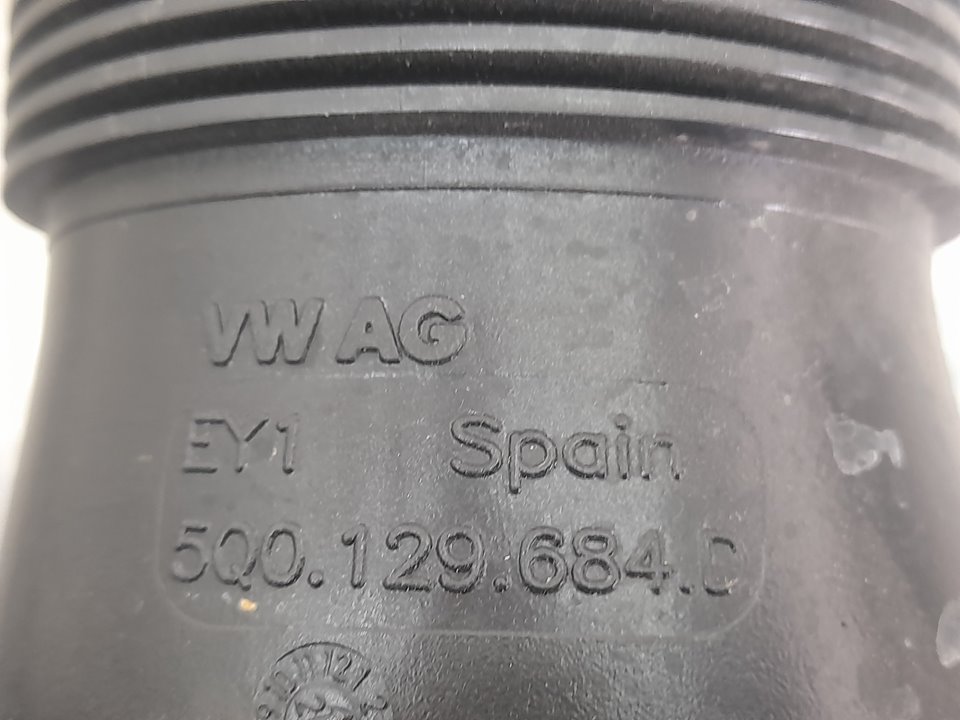 VW AG
EY1 Spain
5Q0.129.684.D